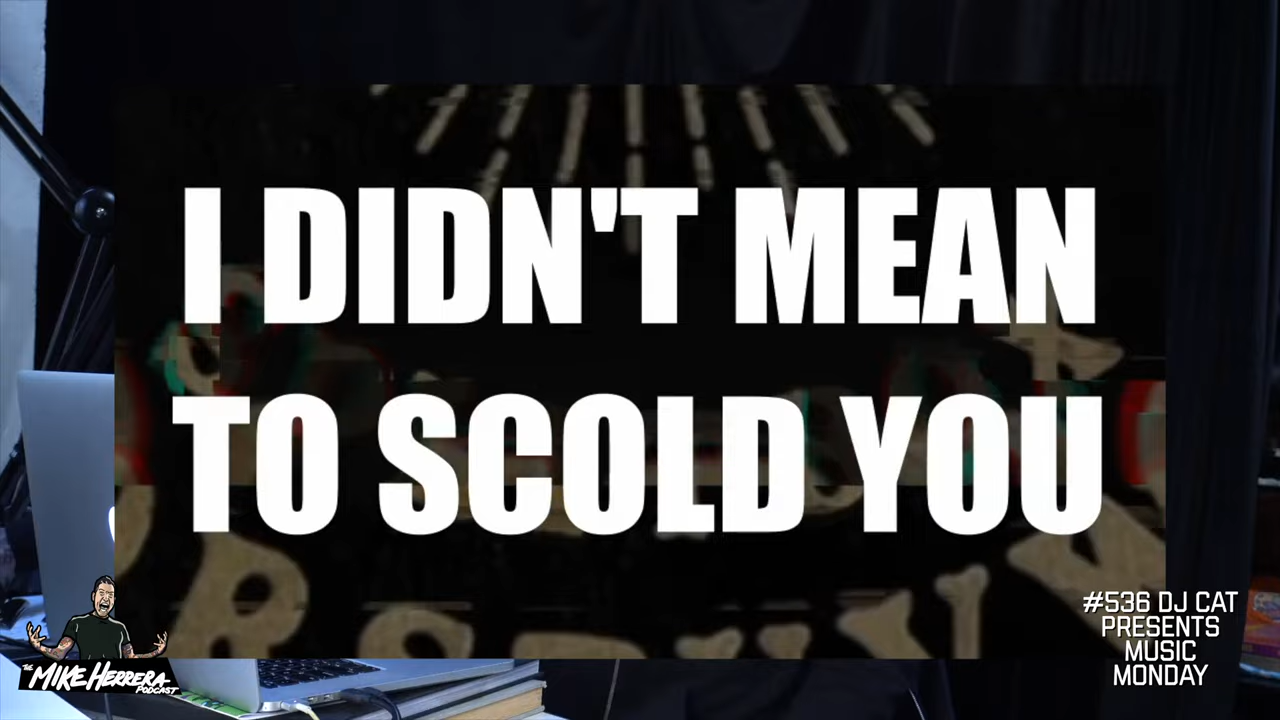 I DIDN'T MEAN
TO SCOLD YOU
#536 DJ CAT
PRESENTS
MUSIC
MONDAY
THE
MIKE HERRERA
PODCAST